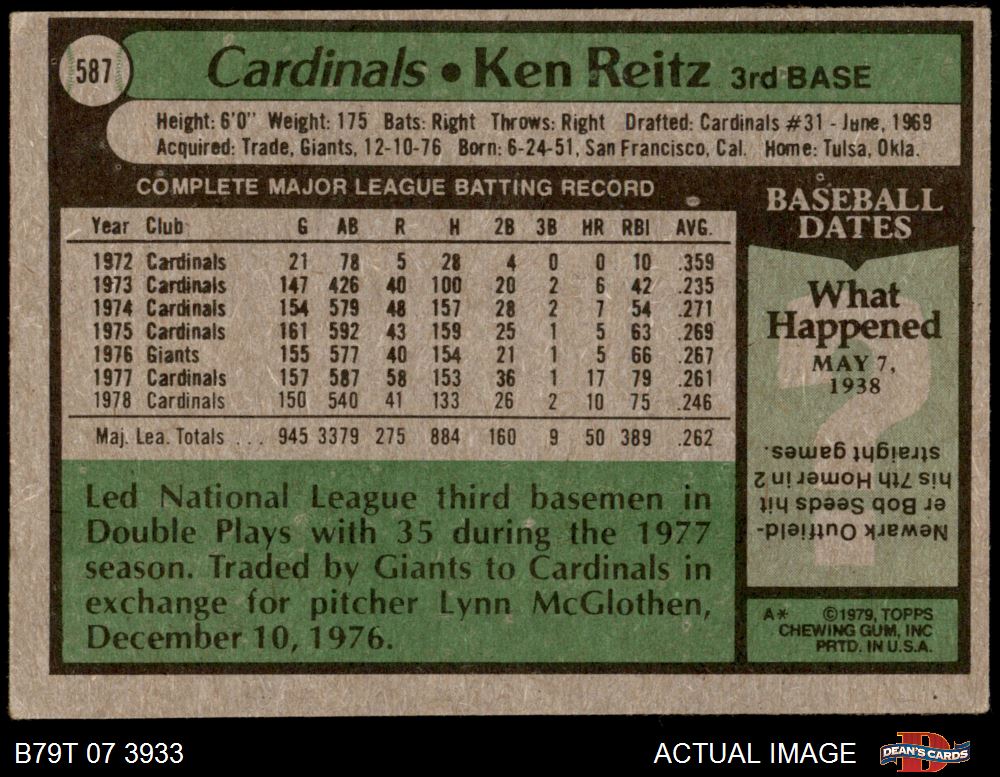 587
Cardinals • Ken Reitz 3rd BASE
Height: 6'0" Weight: 175 Bats: Right Throws: Right Drafted: Cardinals #31 - June, 1969
Acquired: Trade, Giants, 12-10-76 Born: 6-24-51, San Francisco, Cal. Home: Tulsa, Okla.
COMPLETE MAJOR LEAGUE BATTING RECORD
Year Club G AB R H 2B 3B HR RBI AVG.
1972 Cardinals 21 78 5 28 4 0 0 10 .359
1973 Cardinals 147 426 40 100 20 2 6 42 .235
1974 Cardinals 154 579 48 157 28 2 7 54 .271
1975 Cardinals 161 592 43 159 25 1 5 63 .269
1976 Giants 155 577 40 154 21 1 5 66 .267
1977 Cardinals 157 587 58 153 36 1 17 79 .261
1978 Cardinals 150 540 41 133 26 2 10 75 .246
Maj. Lea. Totals ... 945 3379 275 884 160 9 50 389 .262
Led National League third basemen in
Double Plays with 35 during the 1977
season. Traded by Giants to Cardinals in
exchange for pitcher Lynn McGlothen,
December 10, 1976.
BASEBALL
DATES
What
Happened
MAY 7,
1938
?
Newark Outfield-
er Bob Seeds hit
his 7th Homer in 2
straight games.
A* ©1979, TOPPS
CHEWING GUM, INC
PRTD. IN U.S.A.
B79T 07 3933
ACTUAL IMAGE
D
DEAN'S CARDS